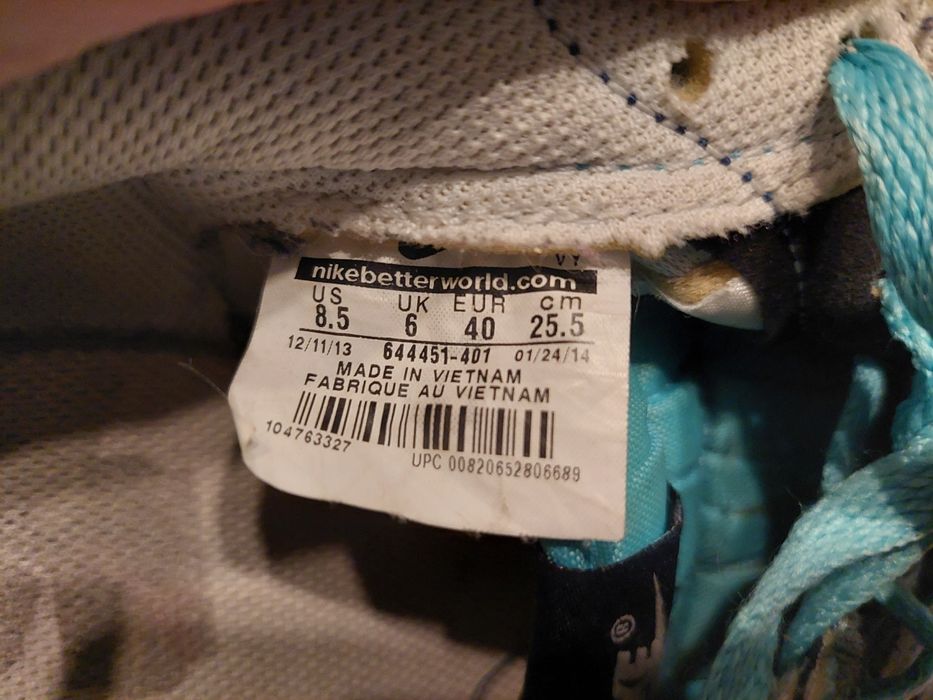 VY
nikebetterworld.com
US UK EUR cm
8.5 6 40 25.5
12/11/13 644451-401 01/24/14
MADE IN VIETNAM
FABRIQUE AU VIETNAM
104763327
UPC 00820652806689
®